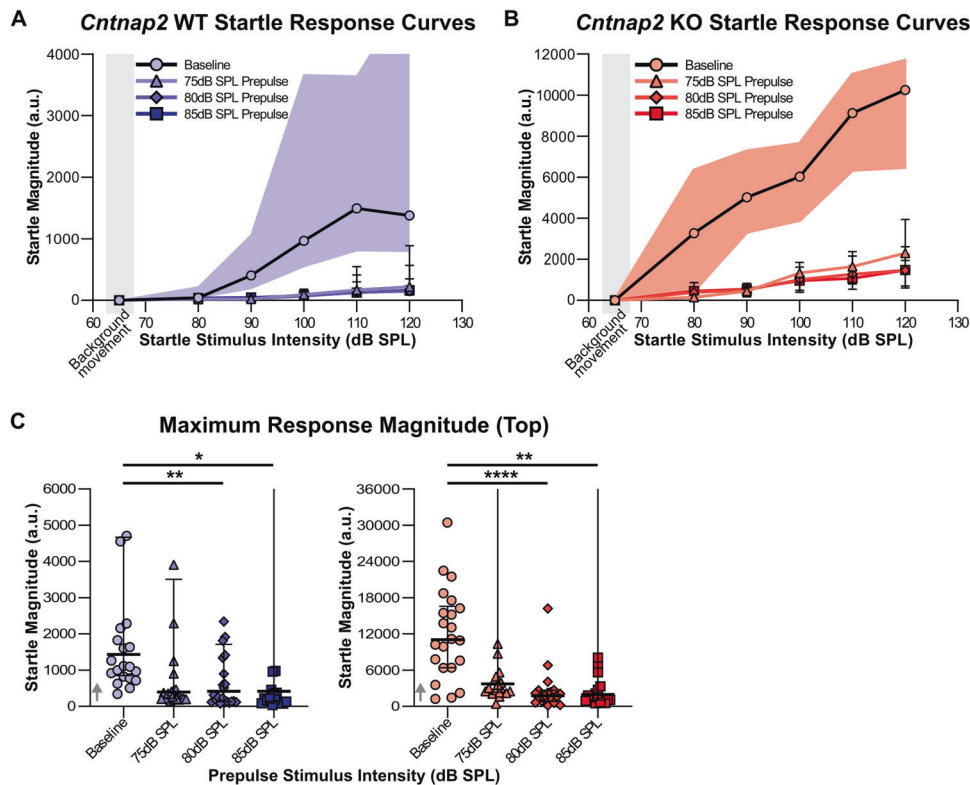 A
Cntnap2 WT Startle Response Curves
4000
3000
2000
1000
0
Startle Magnitude (a.u.)
Baseline
75dB SPL Prepulse
80dB SPL Prepulse
85dB SPL Prepulse
60
70
80
90
100
110
120
130
Background
movement
Startle Stimulus Intensity (dB SPL)
B
Cntnap2 KO Startle Response Curves
12000
10000
8000
6000
4000
2000
0
Startle Magnitude (a.u.)
Baseline
75dB SPL Prepulse
80dB SPL Prepulse
85dB SPL Prepulse
60
70
80
90
100
110
120
130
Background
movement
Startle Stimulus Intensity (dB SPL)
C
Maximum Response Magnitude (Top)
*
**
6000
5000
4000
3000
2000
1000
0
Startle Magnitude (a.u.)
Baseline
75dB SPL
80dB SPL
85dB SPL
**
****
36000
30000
24000
18000
12000
6000
0
Startle Magnitude (a.u.)
Baseline
75dB SPL
80dB SPL
85dB SPL
Prepulse Stimulus Intensity (dB SPL)